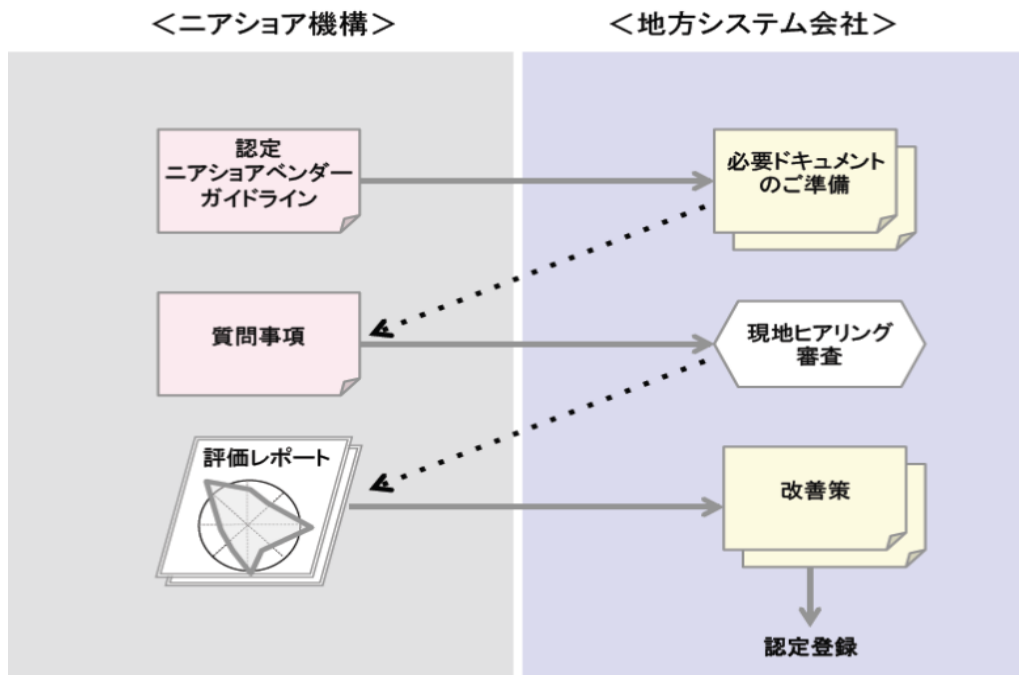 <ニアショア機構>
<地方システム会社>
認定
ニアショアベンダー
ガイドライン
必要ドキュメント
のご準備
質問事項
現地ヒアリング
審査
評価レポート
改善策
認定登録